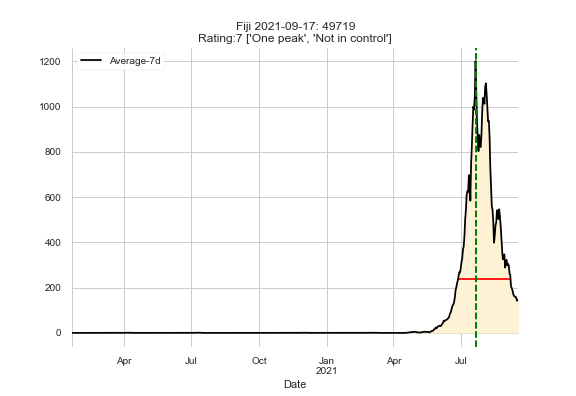 Fiji 2021-09-17: 49719
Rating:7 ['One peak', 'Not in control']
Average-7d
1200
1000
800
600
400
200
0
Apr
Jul
Oct
Jan
2021
Apr
Jul
Date